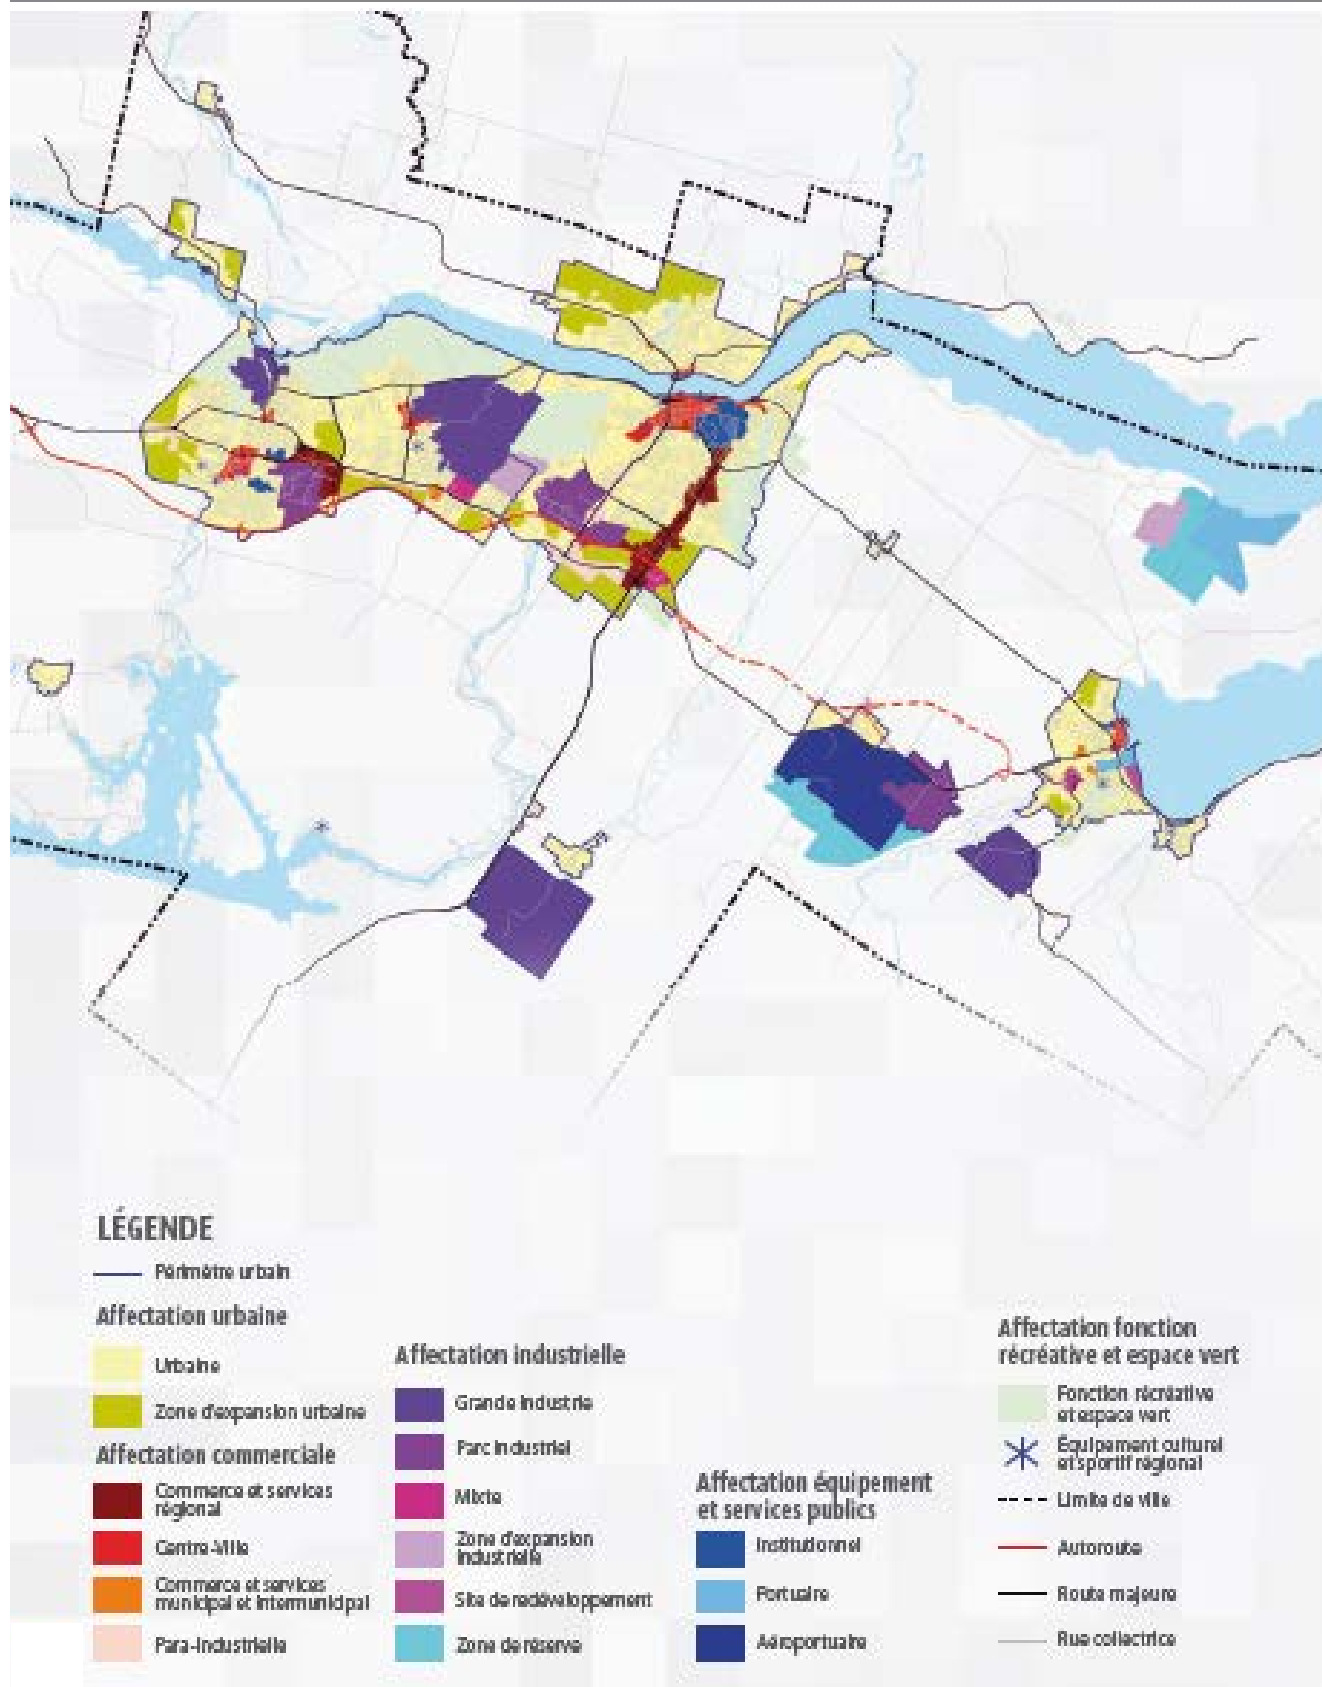 LÉGENDE
Périmètre urbain
Affectation urbaine
Urbaine
Zone d'expansion urbaine
Affectation commerciale
Commerce et services
régional
Centre-Ville
Commerce et services
municipal et intermunicipal
Para-industrielle
Affectation industrielle
Grande industrie
Parc industriel
Mixte
Zone d'expansion
industrielle
Site de redéveloppement
Zone de réserve
Affectation équipement
et services publics
Institutionnel
Portuaire
Aéroportuaire
Affectation fonction
récréative et espace vert
Fonction récréative
et espace vert
Équipement culturel
et sportif régional
Limite de ville
Autoroute
Route majeure
Rue collectrice